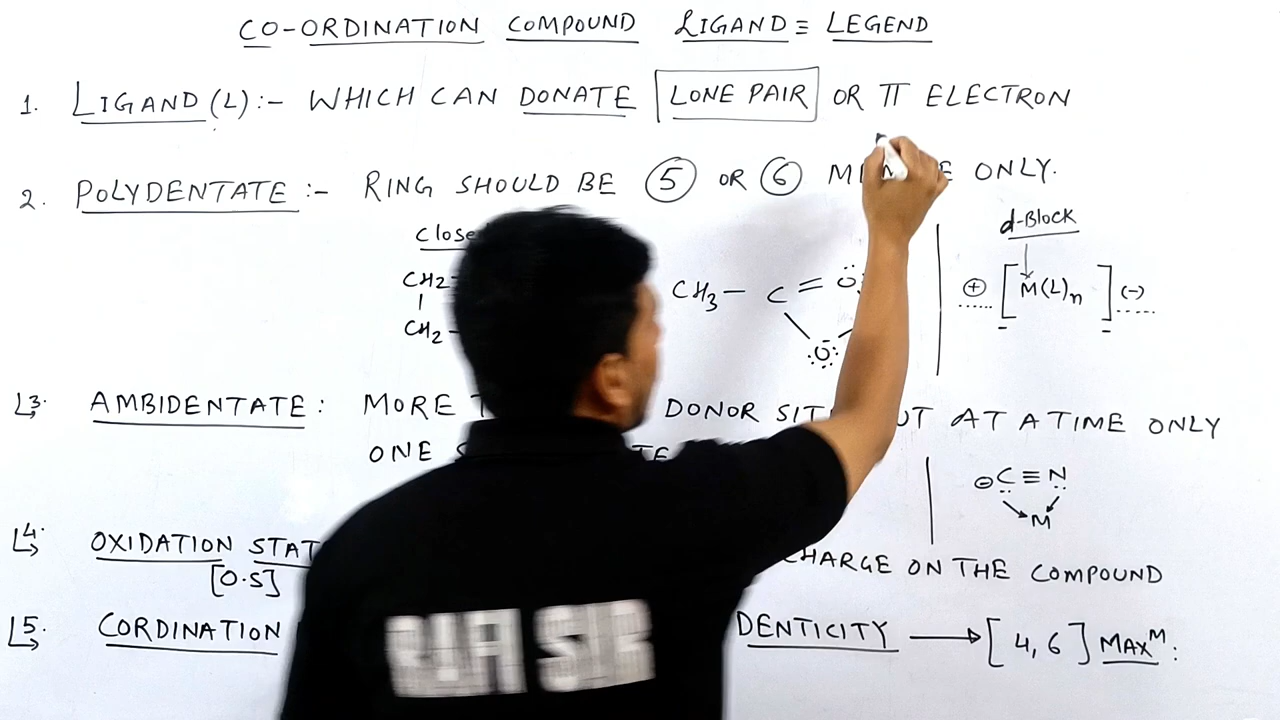 CO-ORDINATION COMPOUND LIGAND ≡ LEGEND
1. LIGAND (L) :- WHICH CAN DONATE LONE PAIR OR π ELECTRON
2. POLYDENTATE :- RING SHOULD BE 5 OR 6 ONLY.
d-BLOCK
CH2
CH2
CH3 - C = O
O
⊕ [M(L)n] (-)
3. AMBIDENTATE : MORE DONOR AT A TIME ONLY
ONE
⊖C≡N
M
4. OXIDATION CHARGE ON THE COMPOUND
[O.S]
5. CORDINATION DENTICITY → [4,6] MAXᴹ:
SIR